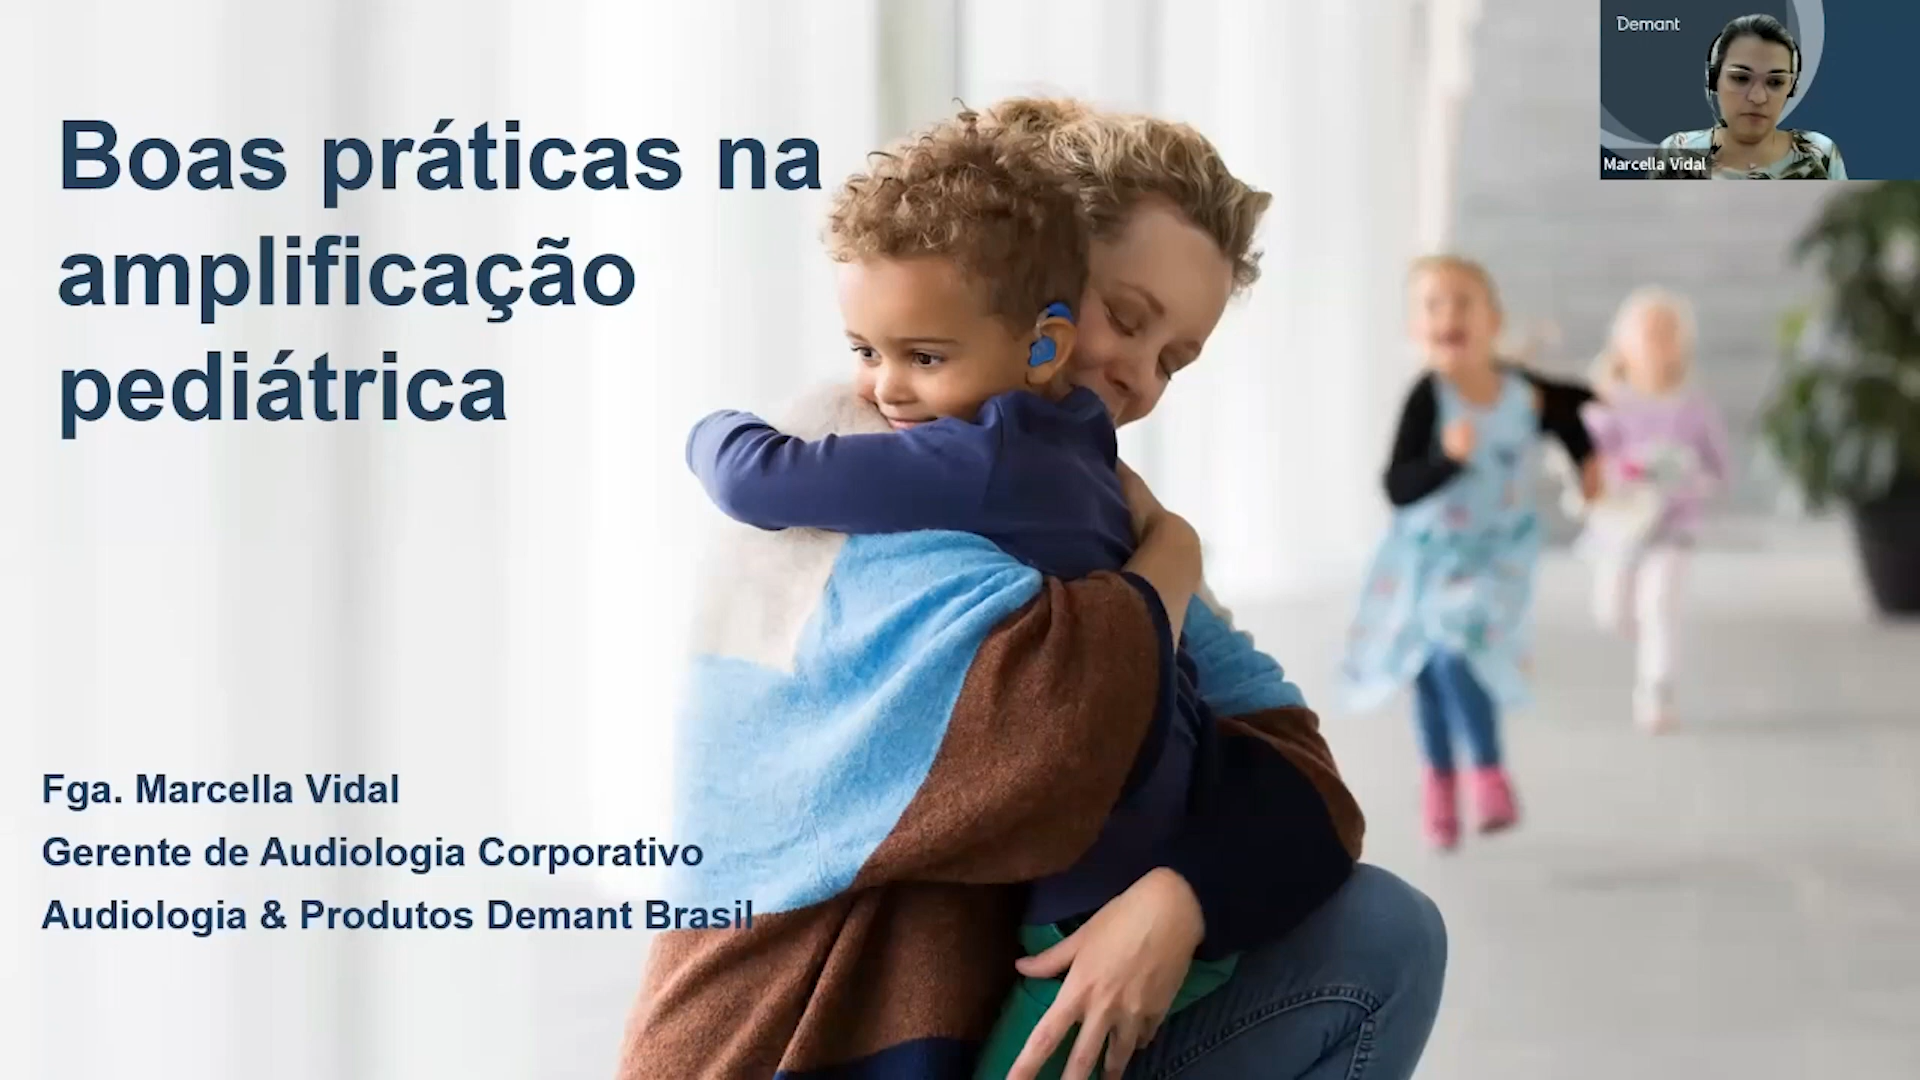 Boas práticas na
amplificação
pediátrica
Demant
Marcella Vidal
Fga. Marcella Vidal
Gerente de Audiologia Corporativo
Audiologia & Produtos Demant Brasil